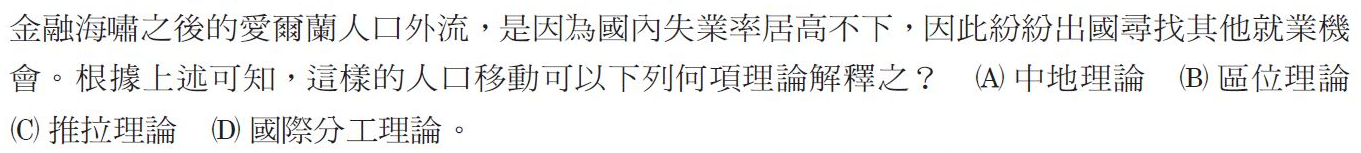 金融海嘯之後的愛爾蘭人口外流，是因為國內失業率居高不下，因此紛紛出國尋找其他就業機
會。根據上述可知，這樣的人口移動可以下列何項理論解釋之？　(A) 中地理論　(B) 區位理論
(C) 推拉理論　(D) 國際分工理論。